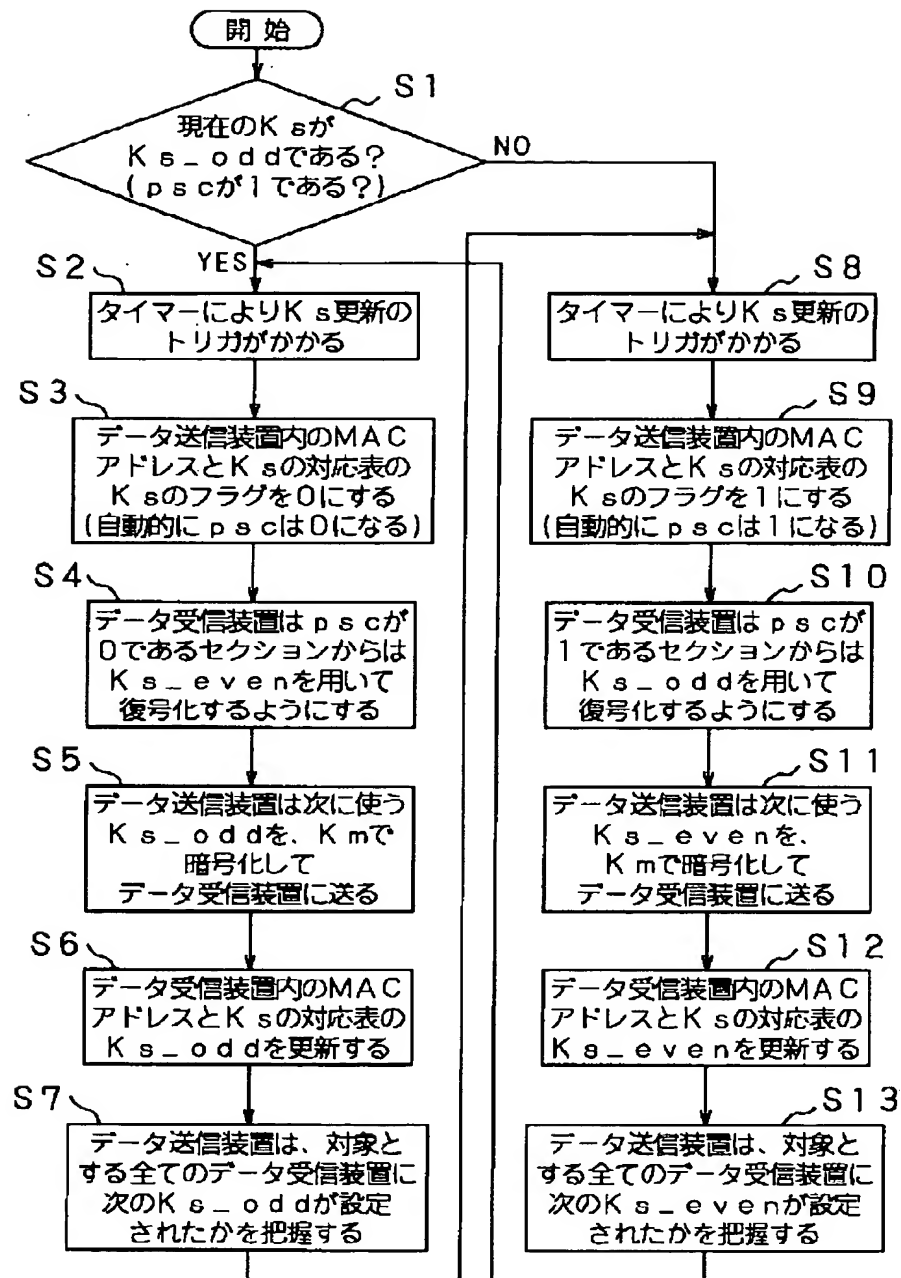 開始
S1
現在のKsが
Ks_oddである?
(pscが1である?)
NO
YES
S2
タイマーによりKs更新の
トリガがかかる
S3
データ送信装置内のMAC
アドレスとKsの対応表の
Ksのフラグを0にする
(自動的にpscは0になる)
S4
データ受信装置はpscが
0であるセクションからは
Ks_evenを用いて
復号化するようにする
S5
データ送信装置は次に使う
Ks_oddを、Kmで
暗号化して
データ受信装置に送る
S6
データ受信装置内のMAC
アドレスとKsの対応表の
Ks_oddを更新する
S7
データ送信装置は、対象と
する全てのデータ受信装置に
次のKs_oddが設定
されたかを把握する
S8
タイマーによりKs更新の
トリガがかかる
S9
データ送信装置内のMAC
アドレスとKsの対応表の
Ksのフラグを1にする
(自動的にpscは1になる)
S10
データ受信装置はpscが
1であるセクションからは
Ks_oddを用いて
復号化するようにする
S11
データ送信装置は次に使う
Ks_evenを、
Kmで暗号化して
データ受信装置に送る
S12
データ受信装置内のMAC
アドレスとKsの対応表の
Ks_evenを更新する
S13
データ送信装置は、対象と
する全てのデータ受信装置に
次のKs_evenが設定
されたかを把握する